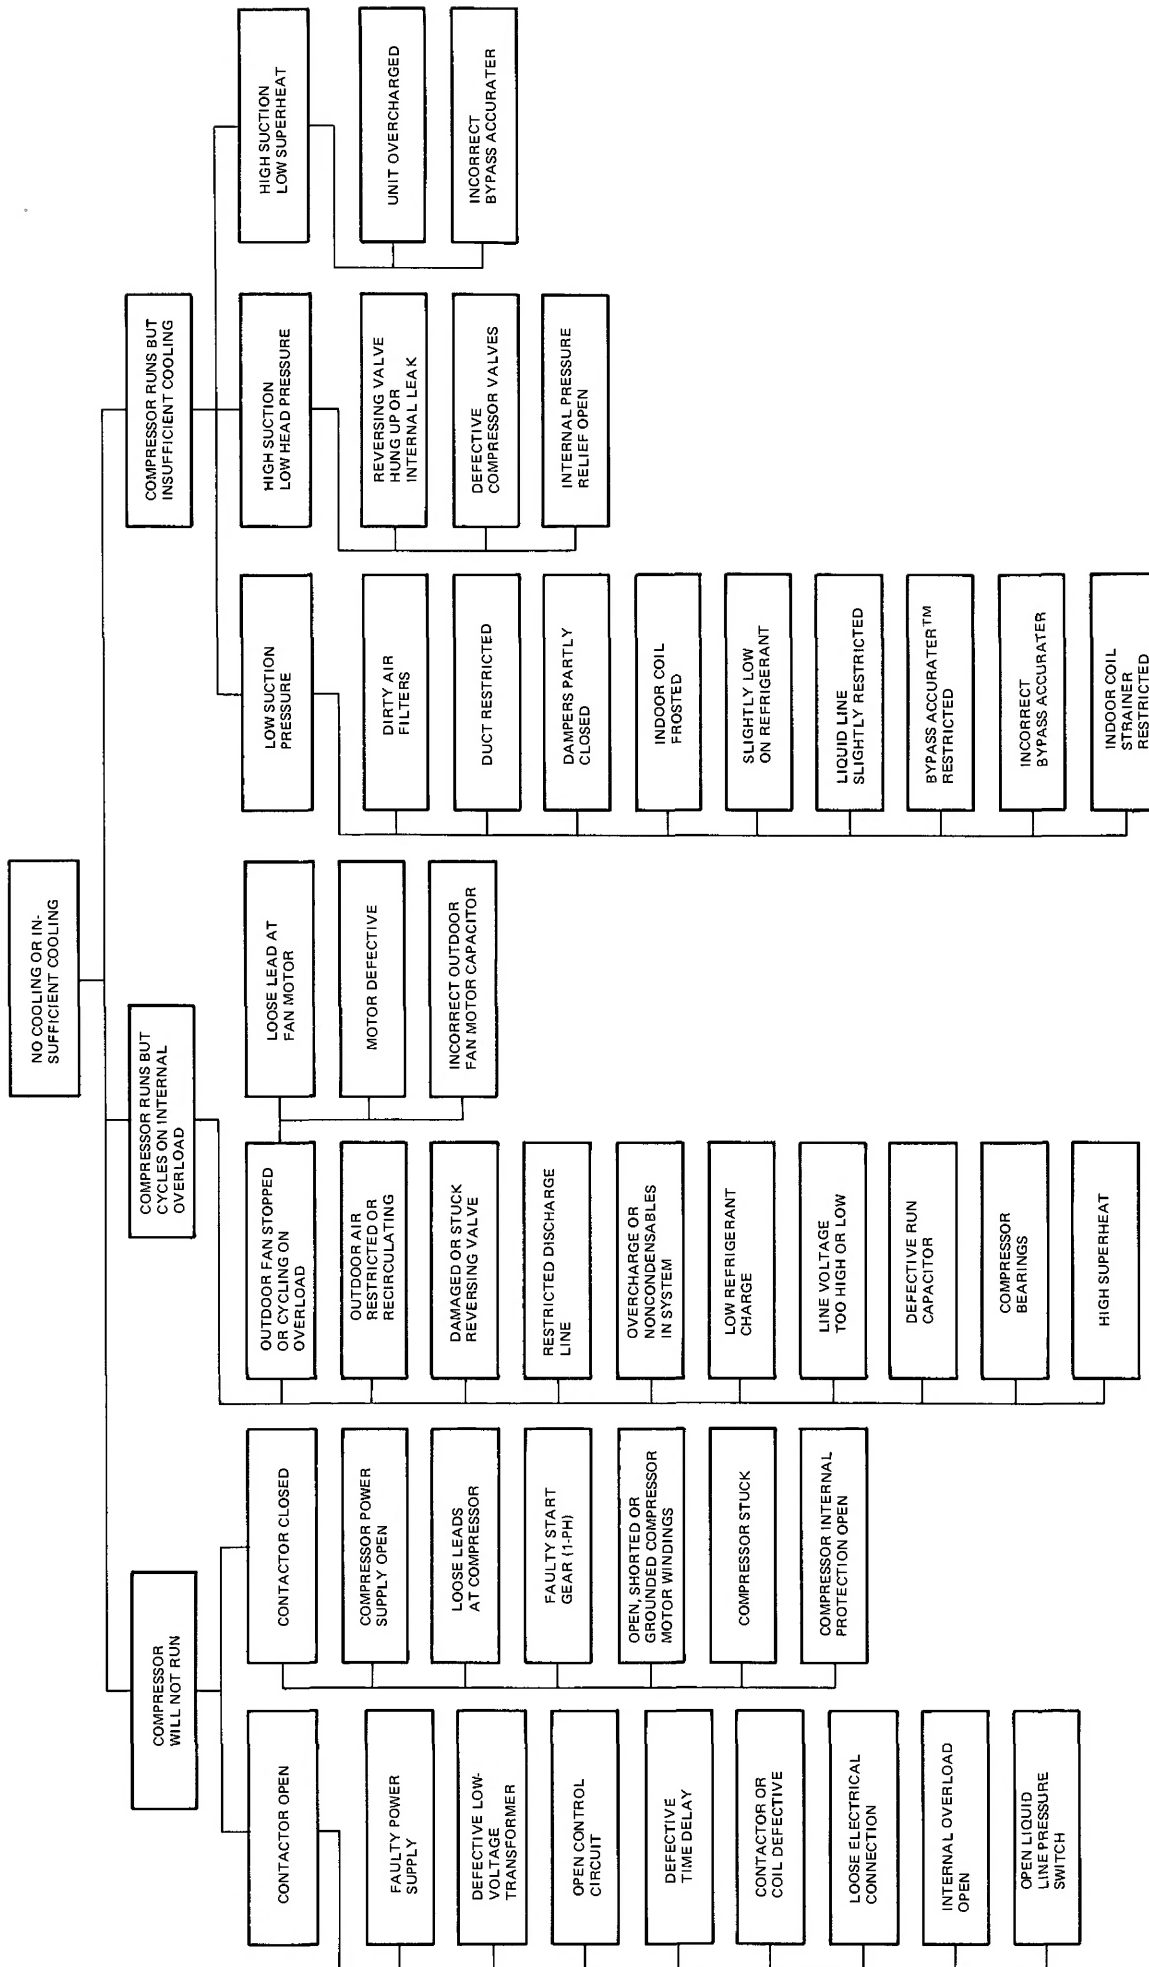 NO COOLING OR IN-
SUFFICIENT COOLING
COMPRESSOR
WILL NOT RUN
CONTACTOR OPEN
FAULTY POWER
SUPPLY
DEFECTIVE LOW-
VOLTAGE
TRANSFORMER
OPEN CONTROL
CIRCUIT
DEFECTIVE
TIME DELAY
CONTACTOR OR
COIL DEFECTIVE
LOOSE ELECTRICAL
CONNECTION
INTERNAL OVERLOAD
OPEN
OPEN LIQUID
LINE PRESSURE
SWITCH
CONTACTOR CLOSED
COMPRESSOR POWER
SUPPLY OPEN
LOOSE LEADS
AT COMPRESSOR
FAULTY START
GEAR (1-PH)
OPEN, SHORTED OR
GROUNDED COMPRESSOR
MOTOR WINDINGS
COMPRESSOR STUCK
COMPRESSOR INTERNAL
PROTECTION OPEN
COMPRESSOR RUNS BUT
CYCLES ON INTERNAL
OVERLOAD
OUTDOOR FAN STOPPED
OR CYCLING ON
OVERLOAD
OUTDOOR AIR
RESTRICTED OR
RECIRCULATING
DAMAGED OR STUCK
REVERSING VALVE
RESTRICTED DISCHARGE
LINE
OVERCHARGE OR
NONCONDENSABLES
IN SYSTEM
LOW REFRIGERANT
CHARGE
LINE VOLTAGE
TOO HIGH OR LOW
DEFECTIVE RUN
CAPACITOR
COMPRESSOR
BEARINGS
HIGH SUPERHEAT
LOOSE LEAD AT
FAN MOTOR
MOTOR DEFECTIVE
INCORRECT OUTDOOR
FAN MOTOR CAPACITOR
COMPRESSOR RUNS BUT
INSUFFICIENT COOLING
LOW SUCTION
PRESSURE
DIRTY AIR
FILTERS
DUCT RESTRICTED
DAMPERS PARTLY
CLOSED
INDOOR COIL
FROSTED
SLIGHTLY LOW
ON REFRIGERANT
LIQUID LINE
SLIGHTLY RESTRICTED
BYPASS ACCURATER™
RESTRICTED
INCORRECT
BYPASS ACCURATER
INDOOR COIL
STRAINER
RESTRICTED
HIGH SUCTION
LOW HEAD PRESSURE
REVERSING VALVE
HUNG UP OR
INTERNAL LEAK
DEFECTIVE
COMPRESSOR VALVES
INTERNAL PRESSURE
RELIEF OPEN
HIGH SUCTION
LOW SUPERHEAT
UNIT OVERCHARGED
INCORRECT
BYPASS ACCURATER